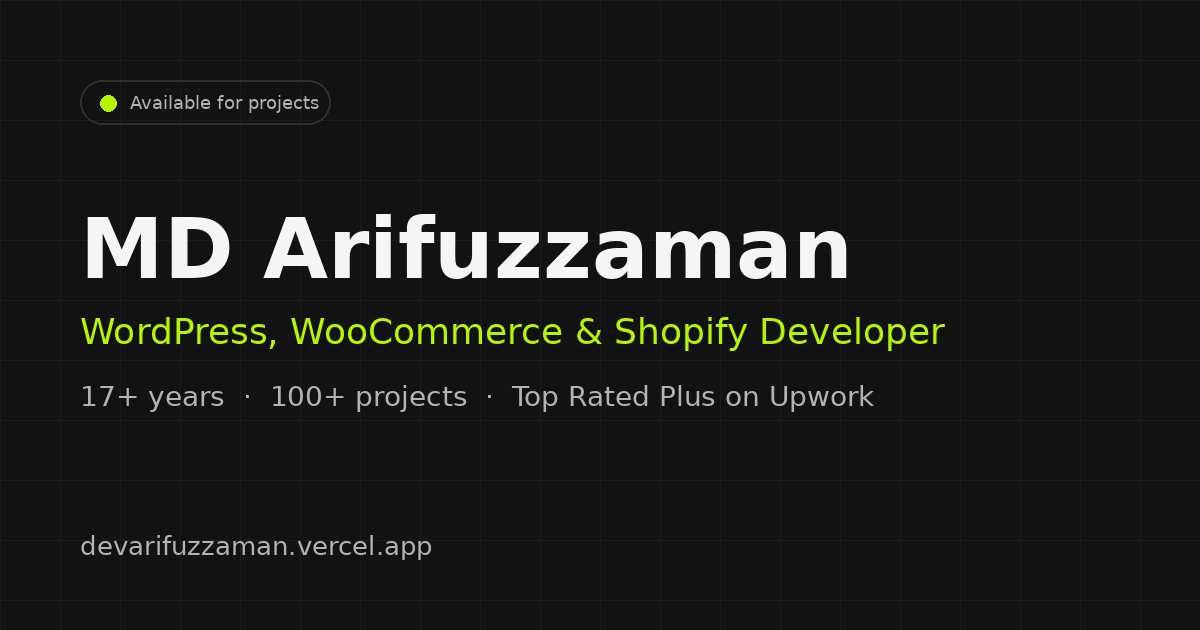 Available for projects
MD Arifuzzaman
WordPress, WooCommerce & Shopify Developer
17+ years · 100+ projects · Top Rated Plus on Upwork
devarifuzzaman.vercel.app